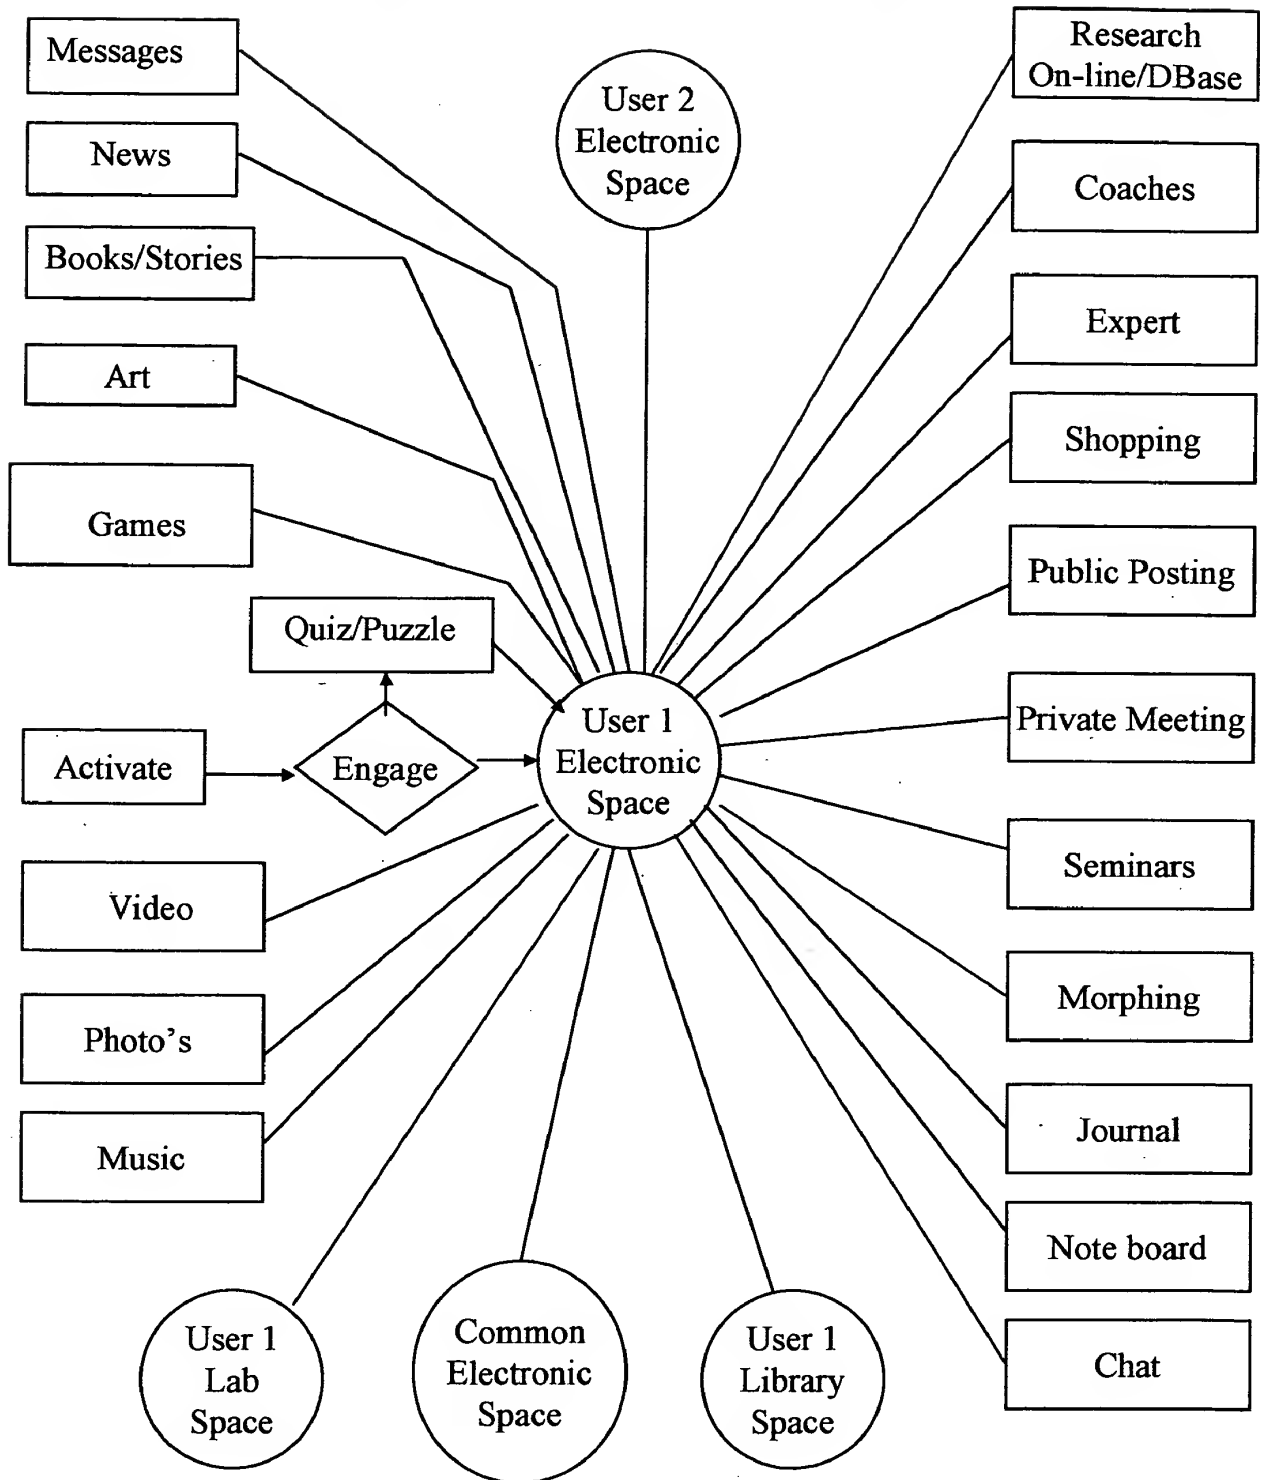 Messages
News
Books/Stories
Art
Games
Quiz/Puzzle
Activate
Engage
Video
Photo's
Music
User 2
Electronic
Space
User 1
Electronic
Space
User 1
Lab
Space
Common
Electronic
Space
User 1
Library
Space
Research
On-line/DBase
Coaches
Expert
Shopping
Public Posting
Private Meeting
Seminars
Morphing
Journal
Note board
Chat